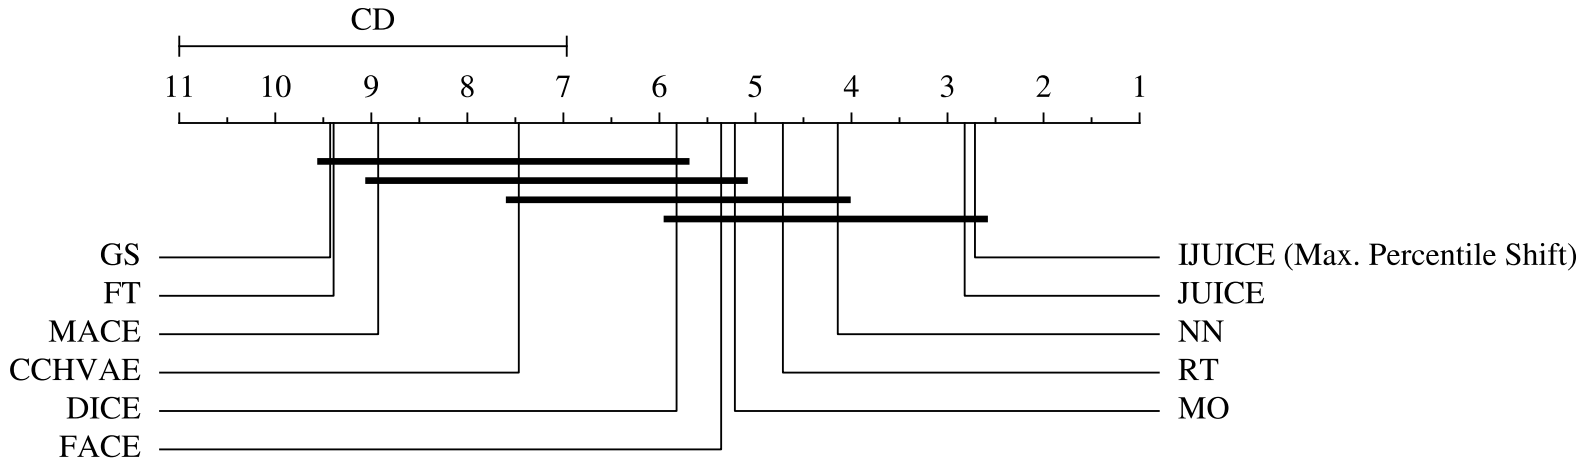 CD
11 10 9 8 7 6 5 4 3 2 1
GS
FT
MACE
CCHVAE
DICE
FACE
IJUICE (Max. Percentile Shift)
JUICE
NN
RT
MO